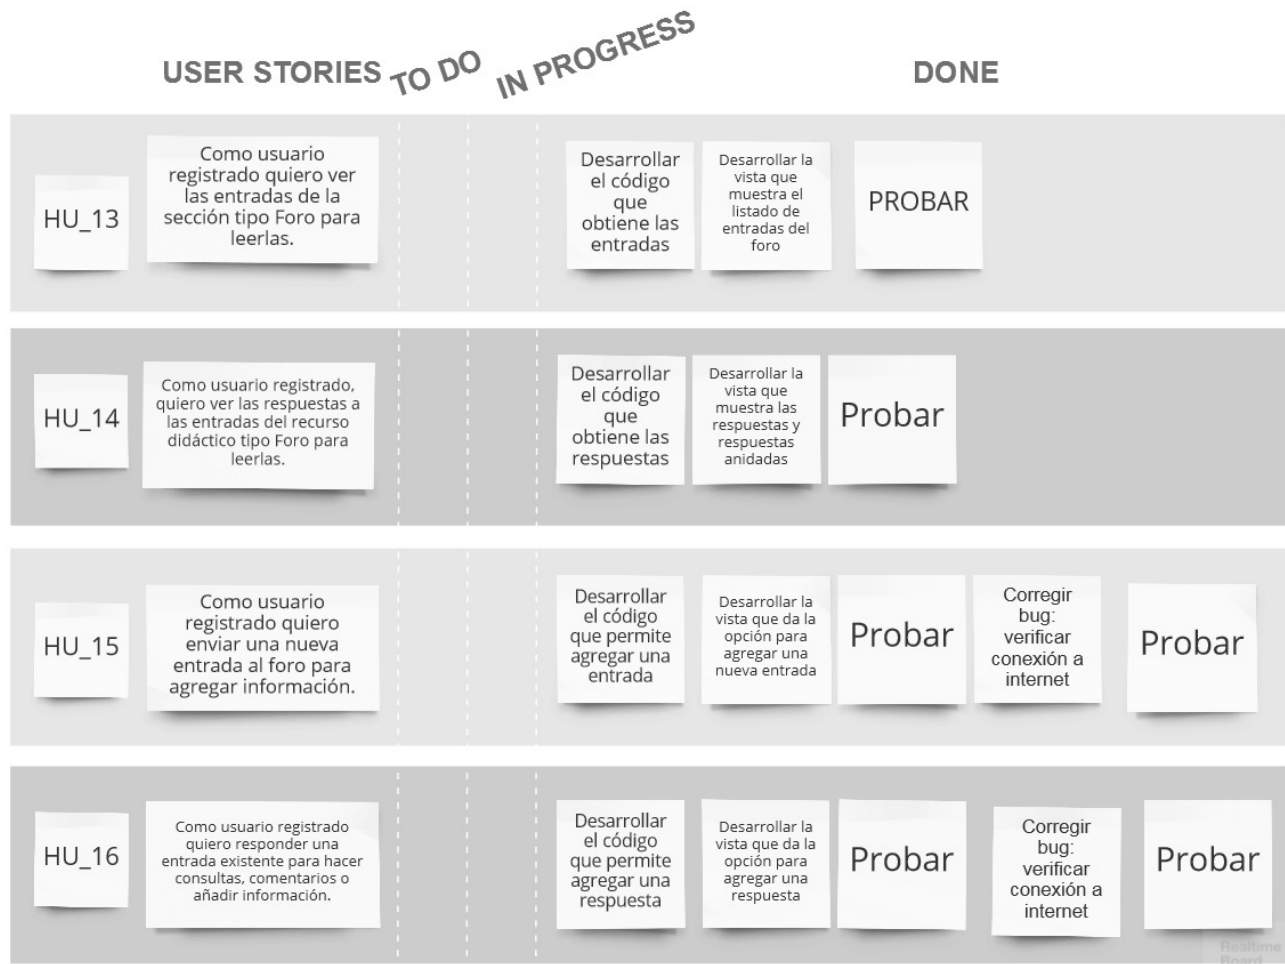 USER STORIES
TO DO
IN PROGRESS
DONE
HU_13
Como usuario
registrado quiero ver
las entradas de la
sección tipo Foro para
leerlas.
Desarrollar
el código
que
obtiene las
entradas
Desarrollar la
vista que
muestra el
listado de
entradas del
foro
PROBAR
HU_14
Como usuario registrado,
quiero ver las respuestas a
las entradas del recurso
didáctico tipo Foro para
leerlas.
Desarrollar
el código
que
obtiene las
respuestas
Desarrollar la
vista que
muestra las
respuestas y
respuestas
anidadas
Probar
HU_15
Como usuario
registrado quiero
enviar una nueva
entrada al foro para
agregar información.
Desarrollar
el código
que permite
agregar una
entrada
Desarrollar la
vista que da la
opción para
agregar una
nueva entrada
Probar
Corregir
bug:
verificar
conexión a
internet
Probar
HU_16
Como usuario registrado
quiero responder una
entrada existente para hacer
consultas, comentarios o
añadir información.
Desarrollar
el código
que permite
agregar una
respuesta
Desarrollar la
vista que da la
opción para
agregar una
respuesta
Probar
Corregir
bug:
verificar
conexión a
internet
Probar
Realtime
Board